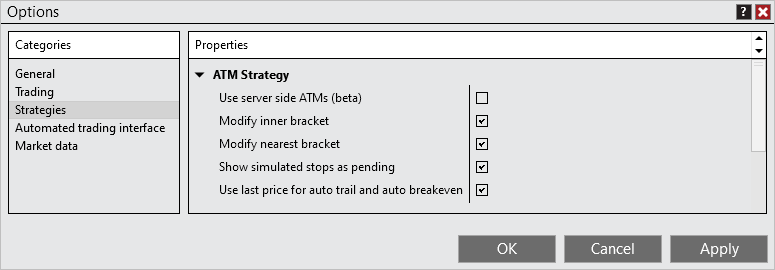 Options
?
Categories
Properties
General
Trading
Strategies
Automated trading interface
Market data
ATM Strategy
Use server side ATMs (beta)
Modify inner bracket
Modify nearest bracket
Show simulated stops as pending
Use last price for auto trail and auto breakeven
OK
Cancel
Apply